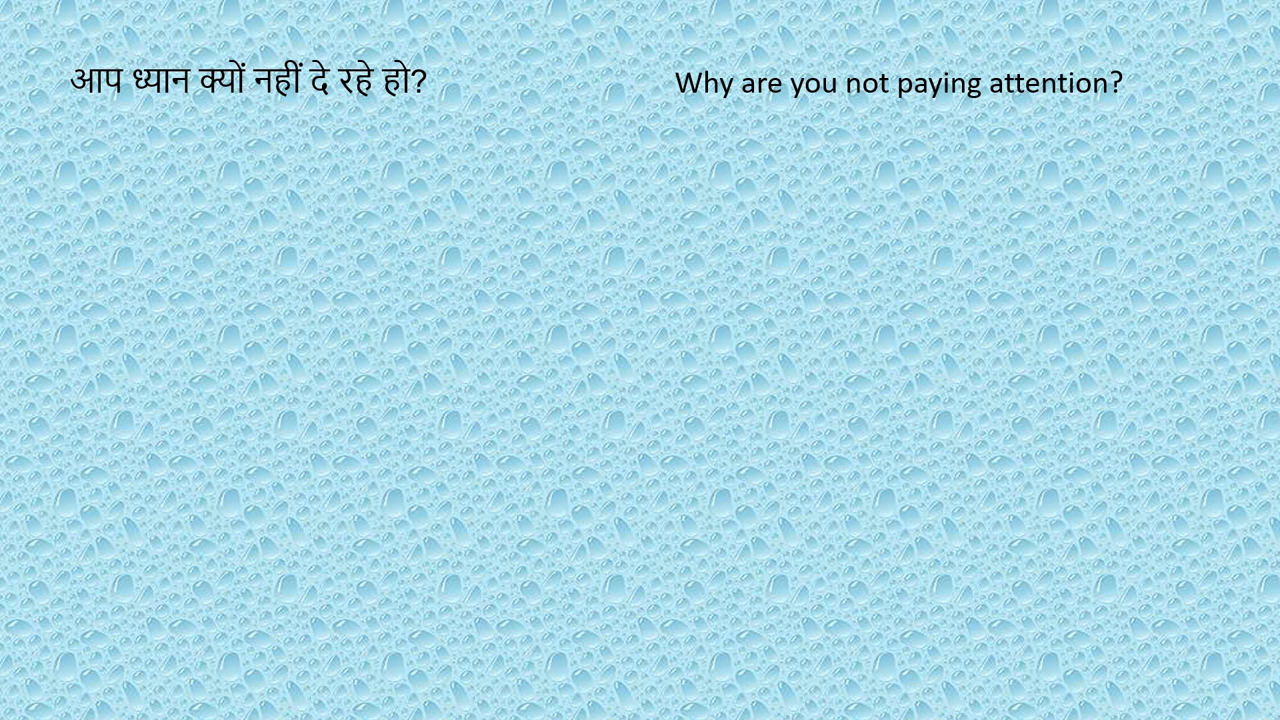 आप ध्यान क्यों नहीं दे रहे हो?
Why are you not paying attention?